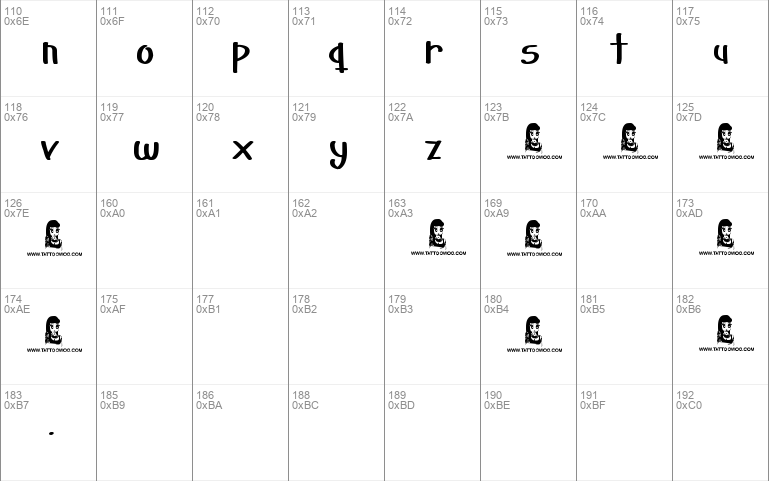 110 111 112 113 114 115 116 117
0x6E 0x6F 0x70 0x71 0x72 0x73 0x74 0x75
n o p q r s t u
118 119 120 121 122 123 124 125
0x76 0x77 0x78 0x79 0x7A 0x7B 0x7C 0x7D
v w x y z
WWW.TATTOOWOO.COM WWW.TATTOOWOO.COM WWW.TATTOOWOO.COM
126 160 161 162 163 169 170 173
0x7E 0xA0 0xA1 0xA2 0xA3 0xA9 0xAA 0xAD
WWW.TATTOOWOO.COM WWW.TATTOOWOO.COM WWW.TATTOOWOO.COM WWW.TATTOOWOO.COM
174 175 177 178 179 180 181 182
0xAE 0xAF 0xB1 0xB2 0xB3 0xB4 0xB5 0xB6
WWW.TATTOOWOO.COM WWW.TATTOOWOO.COM WWW.TATTOOWOO.COM
183 185 186 188 189 190 191 192
0xB7 0xB9 0xBA 0xBC 0xBD 0xBE 0xBF 0xC0
·